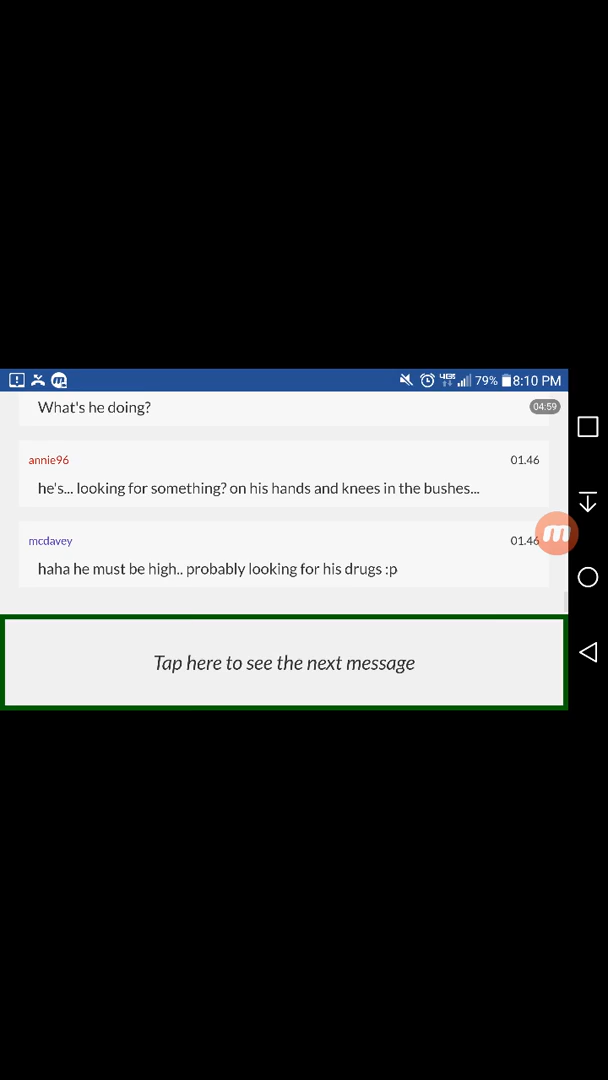 79% 8:10 PM
What's he doing?
04:59
annie96 01.46
he's... looking for something? on his hands and knees in the bushes...
mcdavey 01.46
haha he must be high.. probably looking for his drugs :p
Tap here to see the next message